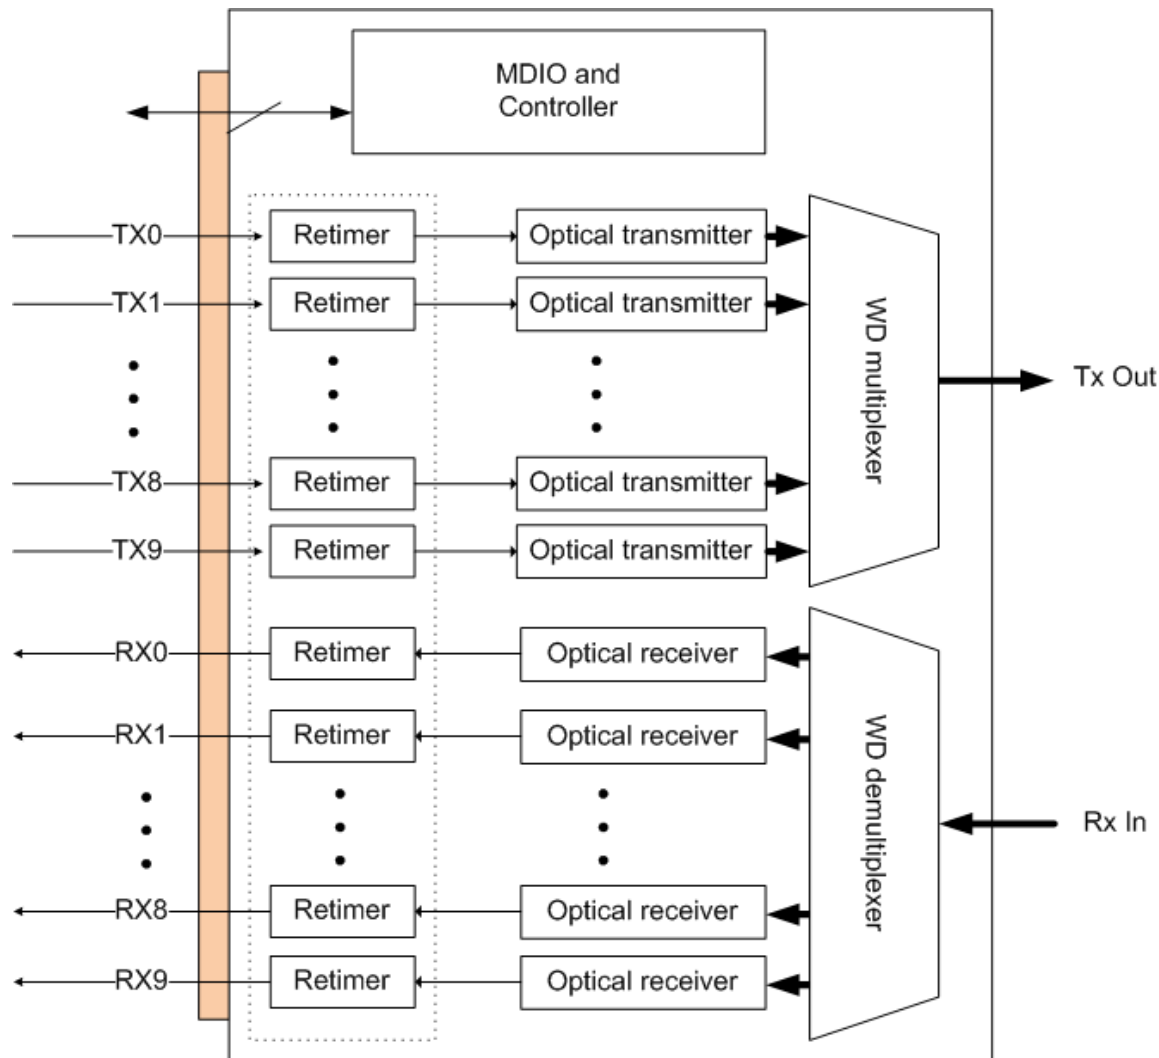 MDIO and
Controller
TX0
Retimer
Optical transmitter
TX1
Retimer
Optical transmitter
TX8
Retimer
Optical transmitter
TX9
Retimer
Optical transmitter
WD multiplexer
Tx Out
RX0
Retimer
Optical receiver
RX1
Retimer
Optical receiver
RX8
Retimer
Optical receiver
RX9
Retimer
Optical receiver
WD demultiplexer
Rx In